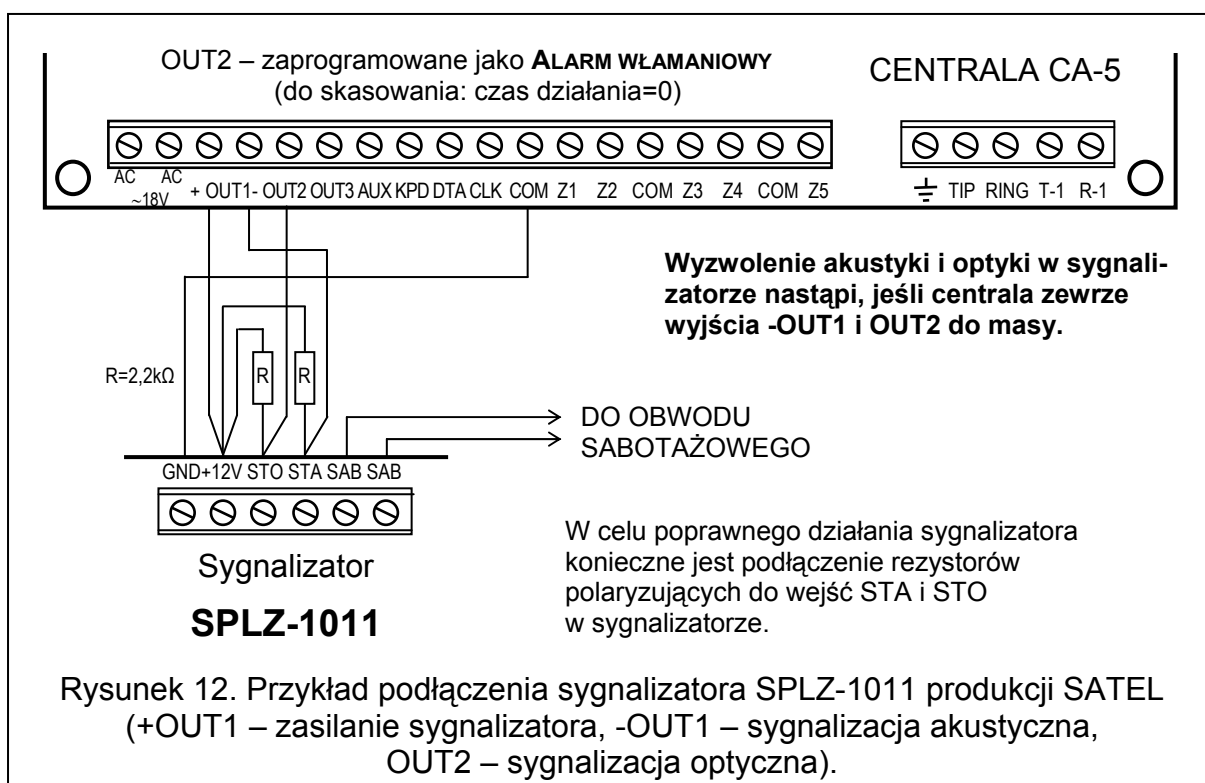 OUT2 – zaprogramowane jako ALARM WŁAMANIOWY
(do skasowania: czas działania=0)
CENTRALA CA-5
AC AC
~18V
+ OUT1- OUT2 OUT3 AUX KPD DTA CLK COM Z1 Z2 COM Z3 Z4 COM Z5
TIP RING T-1 R-1
Wyzwolenie akustyki i optyki w sygnali-
zatorze nastąpi, jeśli centrala zewrze
wyjścia -OUT1 i OUT2 do masy.
R=2,2kΩ
R R
DO OBWODU
SABOTAŻOWEGO
GND+12V STO STA SAB SAB
W celu poprawnego działania sygnalizatora
konieczne jest podłączenie rezystorów
polaryzujących do wejść STA i STO
w sygnalizatorze.
Sygnalizator
SPLZ-1011
Rysunek 12. Przykład podłączenia sygnalizatora SPLZ-1011 produkcji SATEL
(+OUT1 – zasilanie sygnalizatora, -OUT1 – sygnalizacja akustyczna,
OUT2 – sygnalizacja optyczna).